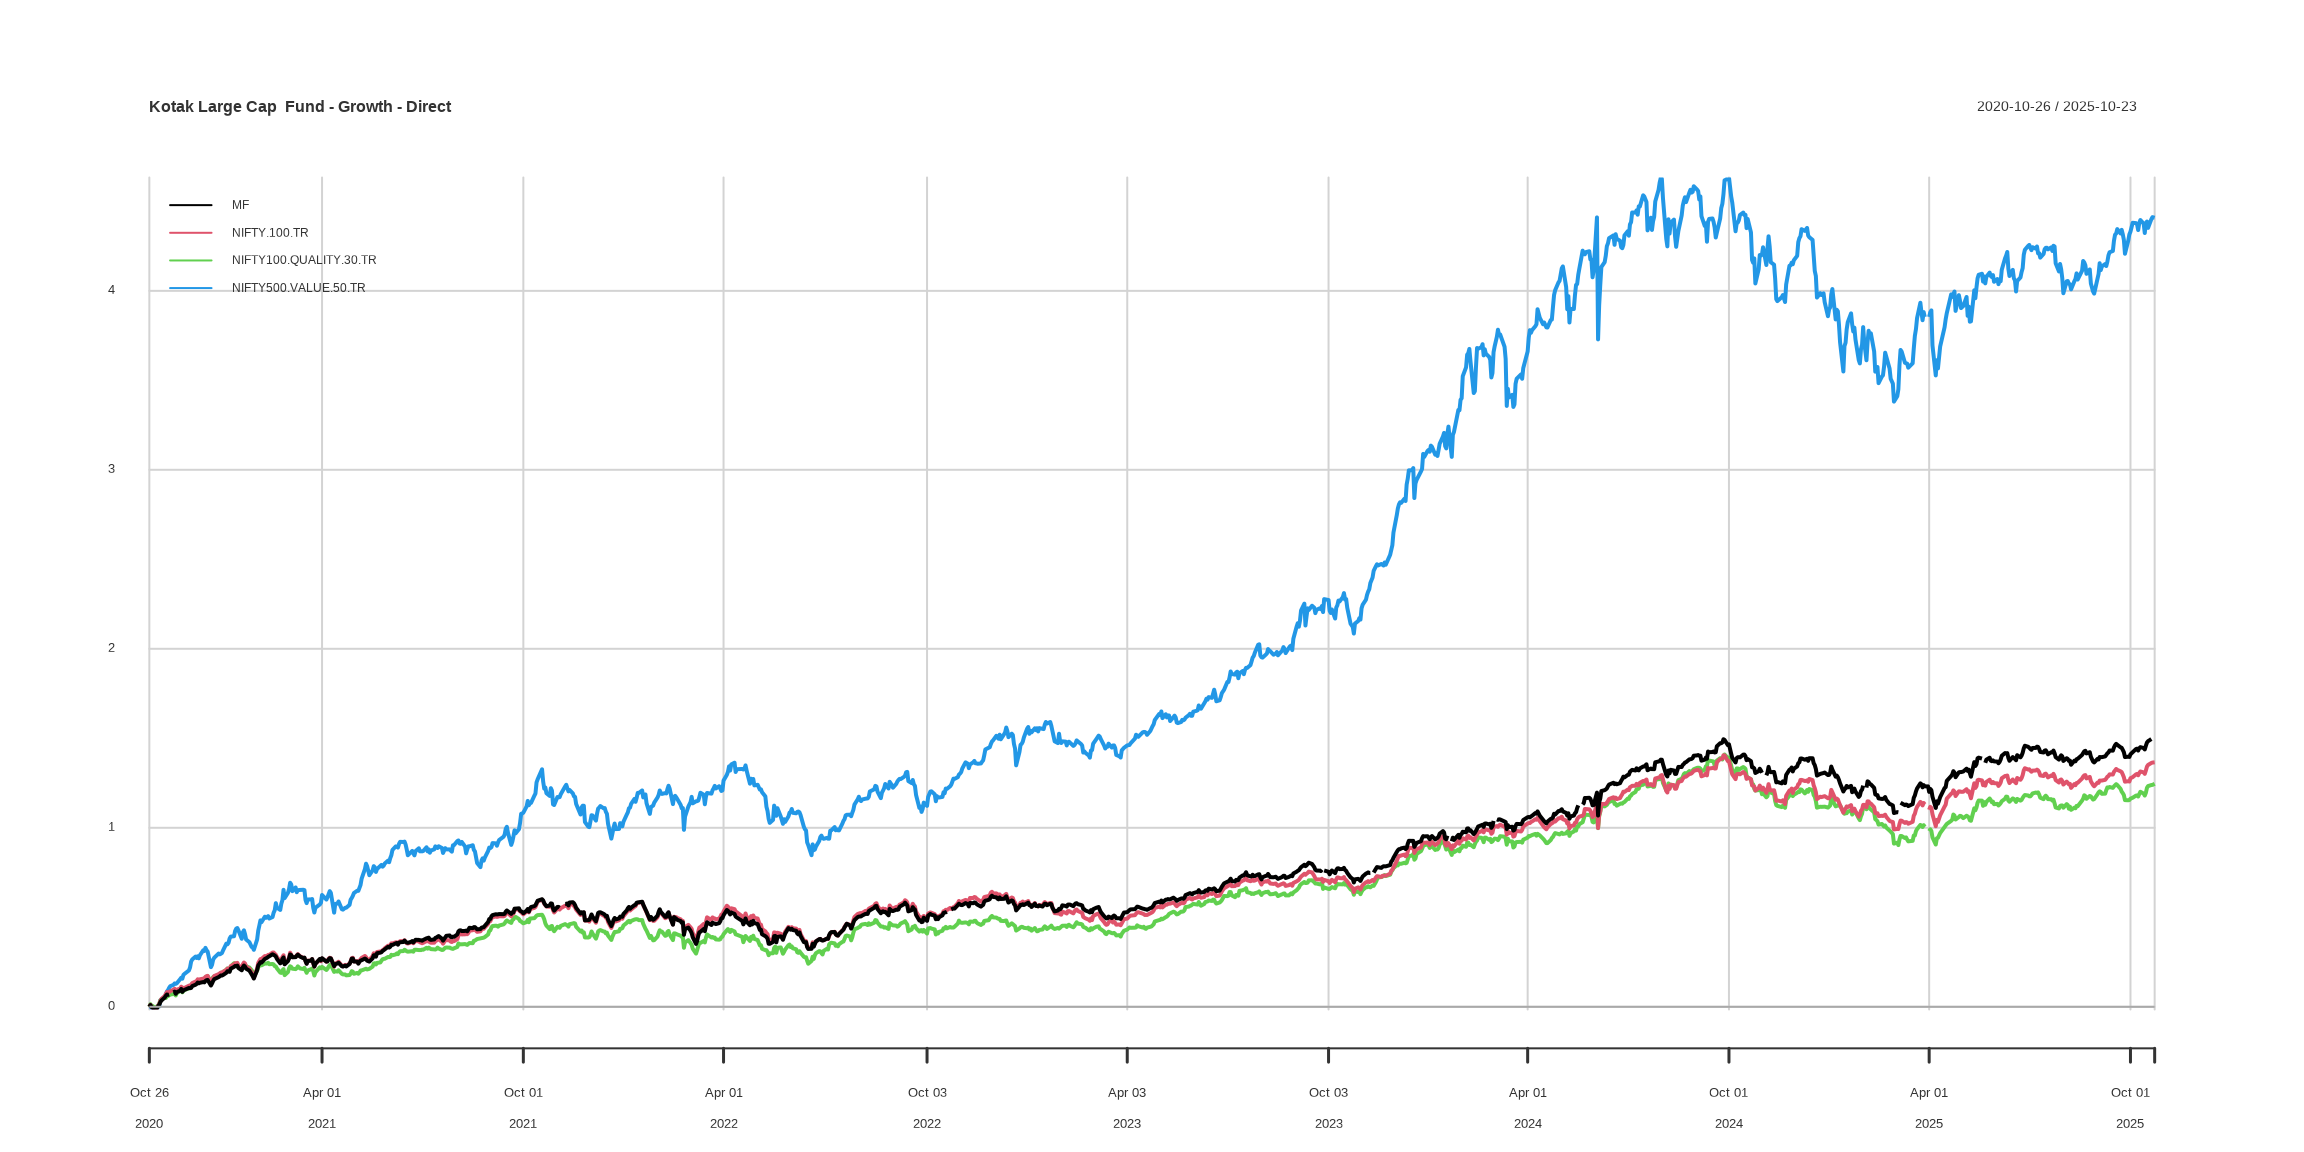 Kotak Large Cap  Fund - Growth - Direct
2020-10-26 / 2025-10-23
MF
NIFTY.100.TR
NIFTY100.QUALITY.30.TR
NIFTY500.VALUE.50.TR
4
3
2
1
0
Oct 26 Apr 01 Oct 01 Apr 01 Oct 03 Apr 03 Oct 03 Apr 01 Oct 01 Apr 01 Oct 01
2020 2021 2021 2022 2022 2023 2023 2024 2024 2025 2025